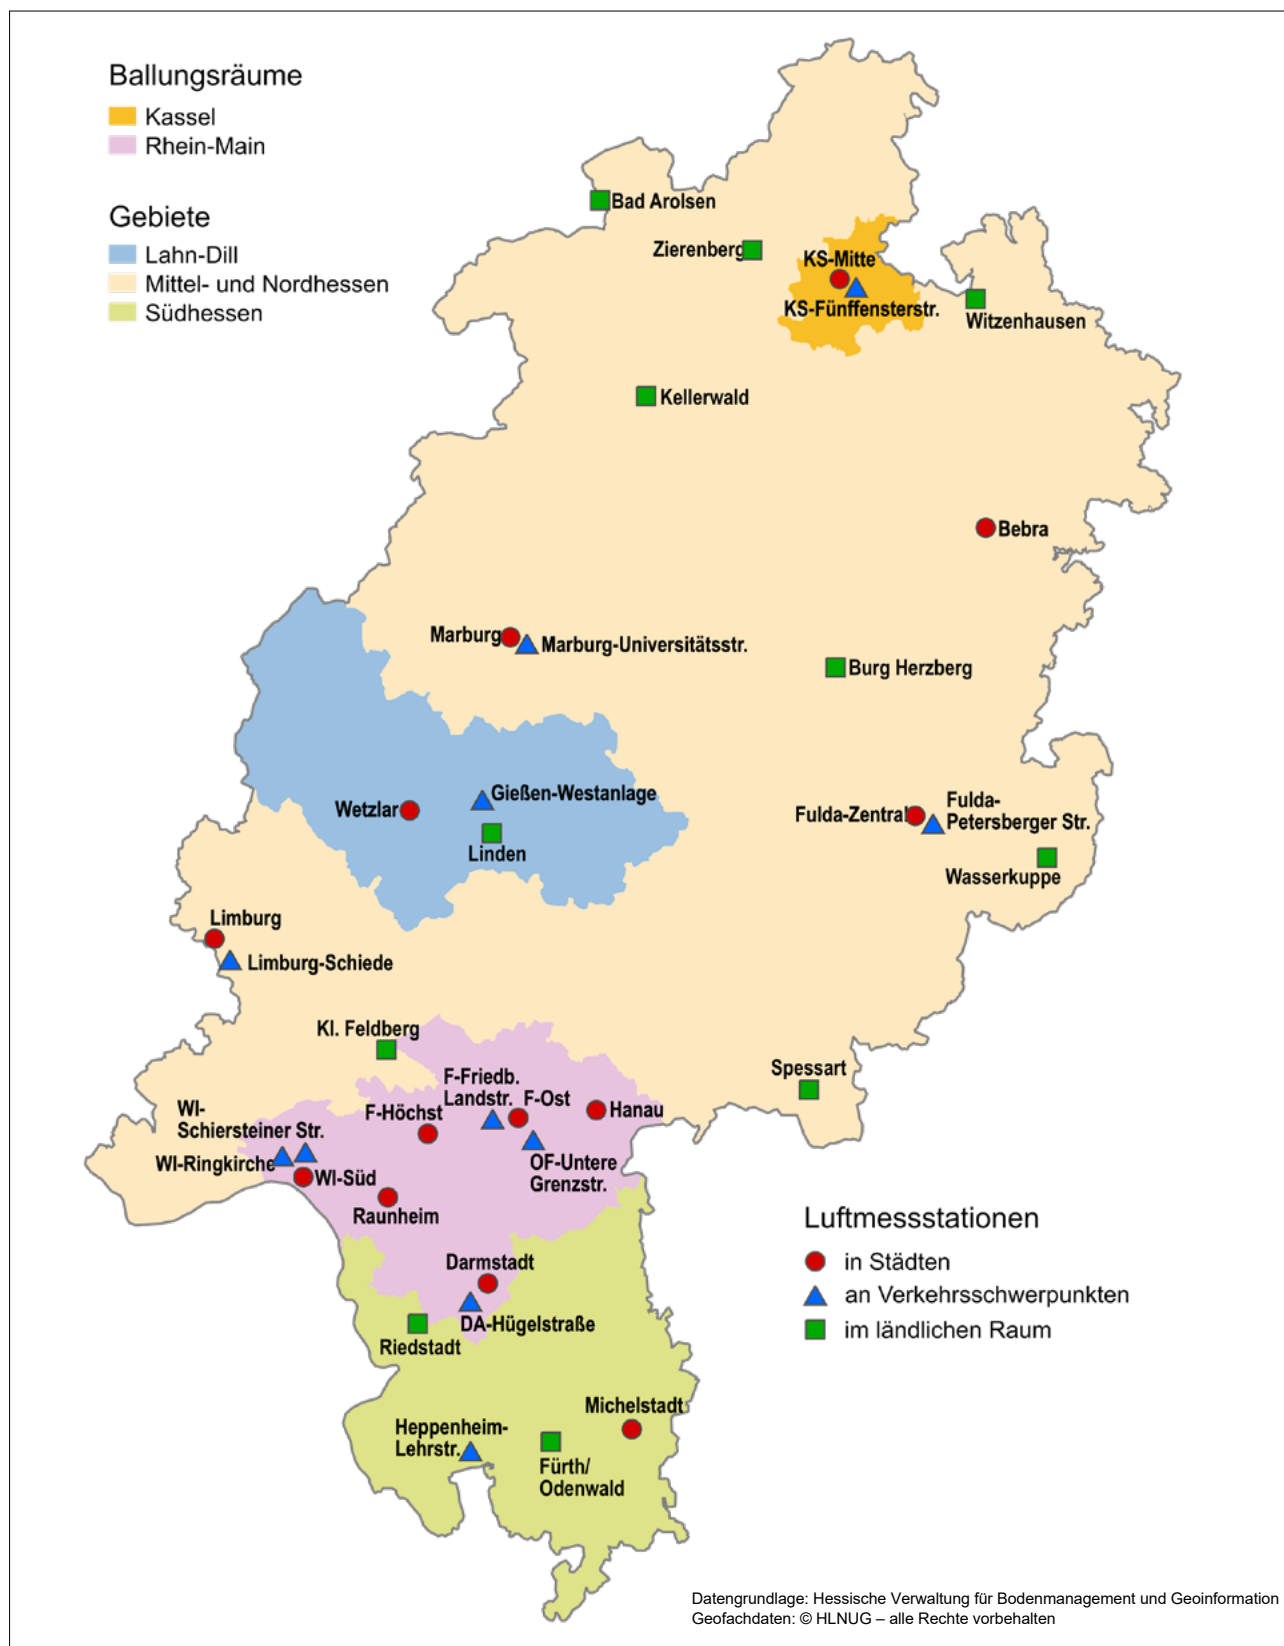 Ballungsräume
Kassel
Rhein-Main
Gebiete
Lahn-Dill
Mittel- und Nordhessen
Südhessen
Bad Arolsen
Zierenberg
KS-Mitte
KS-Fünffensterstr.
Witzenhausen
Kellerwald
Bebra
Marburg
Marburg-Universitätsstr.
Burg Herzberg
Gießen-Westanlage
Wetzlar
Linden
Fulda-Zentral
Fulda-
Petersberger Str.
Wasserkuppe
Limburg
Limburg-Schiede
Kl. Feldberg
Spessart
F-Friedb.
Landstr.
F-Ost
Hanau
F-Höchst
WI-
Schiersteiner Str.
WI-Ringkirche
WI-Süd
OF-Untere
Grenzstr.
Raunheim
Darmstadt
DA-Hügelstraße
Riedstadt
Michelstadt
Heppenheim-
Lehrstr.
Fürth/
Odenwald
Luftmessstationen
in Städten
an Verkehrsschwerpunkten
im ländlichen Raum
Datengrundlage: Hessische Verwaltung für Bodenmanagement und Geoinformation
Geofachdaten: © HLNUG – alle Rechte vorbehalten